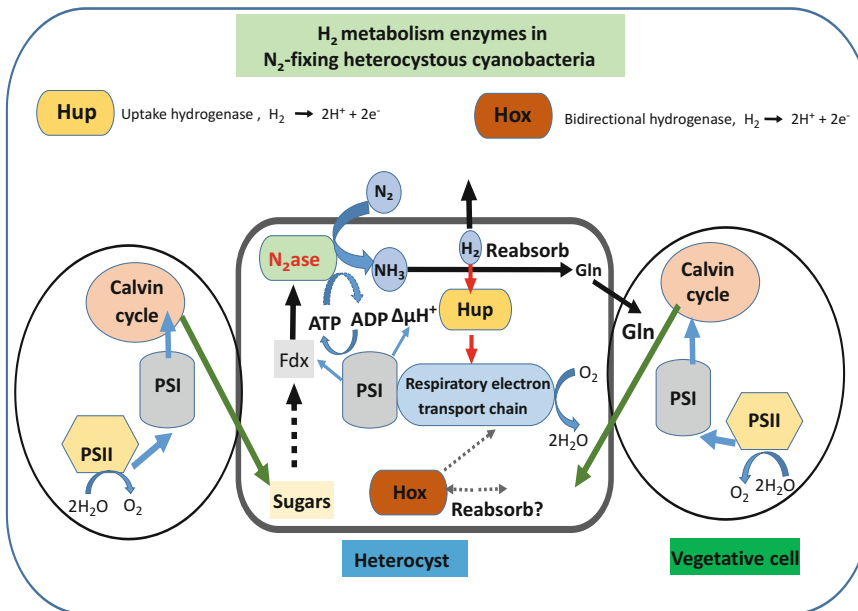 H₂ metabolism enzymes in
N₂-fixing heterocystous cyanobacteria
Hup
Uptake hydrogenase , H₂ → 2H⁺ + 2e⁻
Hox
Bidirectional hydrogenase, H₂ → 2H⁺ + 2e⁻
N₂
N₂ase
NH₃
H₂
Reabsorb
Gln
Gln
Calvin
cycle
PSI
PSII
2H₂O
O₂
ATP
ADP
ΔμH⁺
Hup
Fdx
PSI
Respiratory electron
transport chain
O₂
2H₂O
Sugars
Hox
Reabsorb?
Calvin
cycle
PSI
PSII
O₂
2H₂O
Heterocyst
Vegetative cell